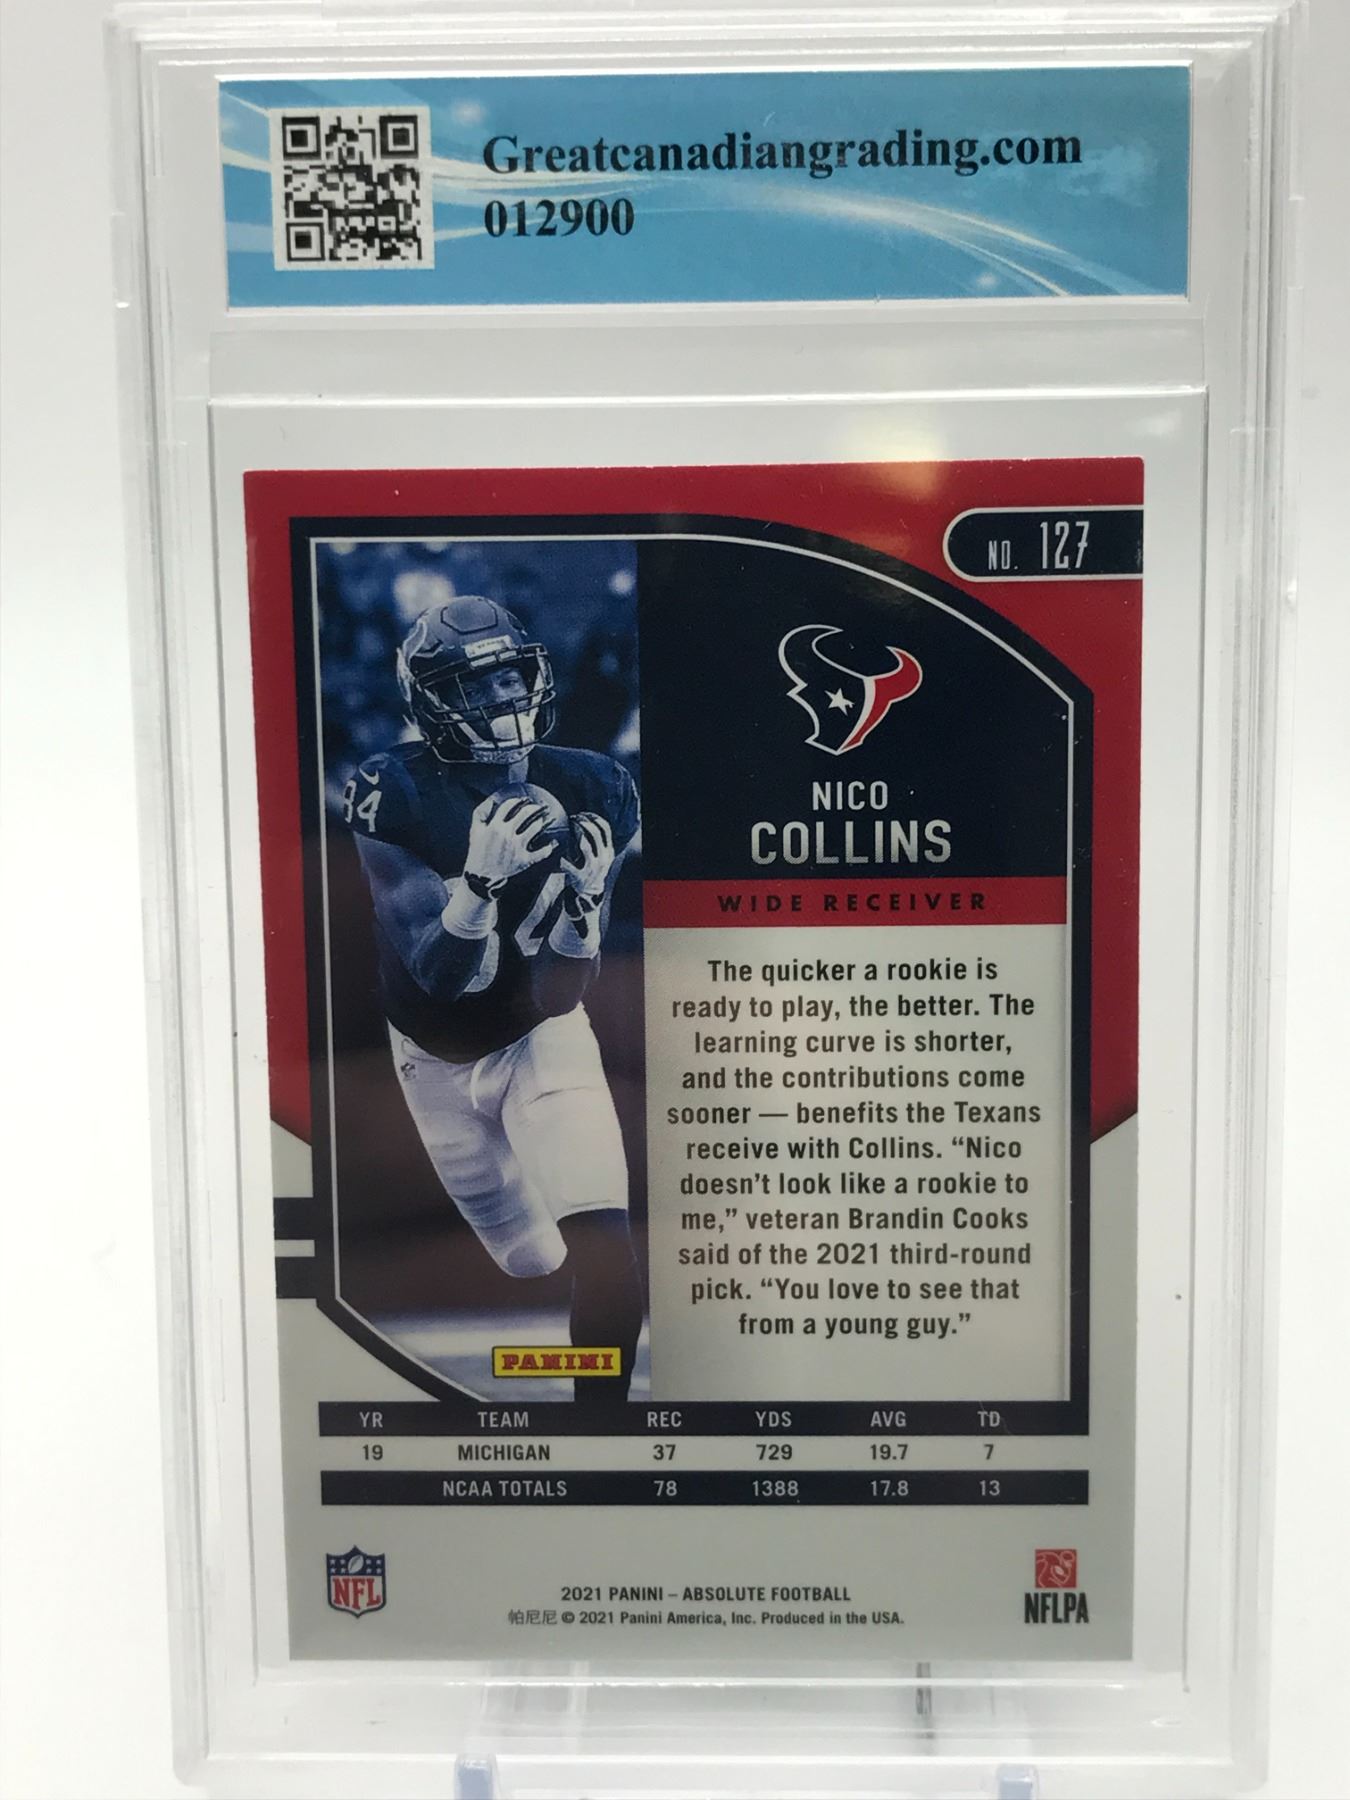 Greatcanadiangrading.com
012900
NO. 127
NICO
COLLINS
WIDE RECEIVER
84
The quicker a rookie is
ready to play, the better. The
learning curve is shorter,
and the contributions come
sooner — benefits the Texans
receive with Collins. “Nico
doesn’t look like a rookie to
me,” veteran Brandin Cooks
said of the 2021 third-round
pick. “You love to see that
from a young guy.”
PANINI
YR TEAM REC YDS AVG TD
19 MICHIGAN 37 729 19.7 7
NCAA TOTALS 78 1388 17.8 13
NFL
2021 PANINI – ABSOLUTE FOOTBALL
帕尼尼 © 2021 Panini America, Inc. Produced in the USA.
NFLPA